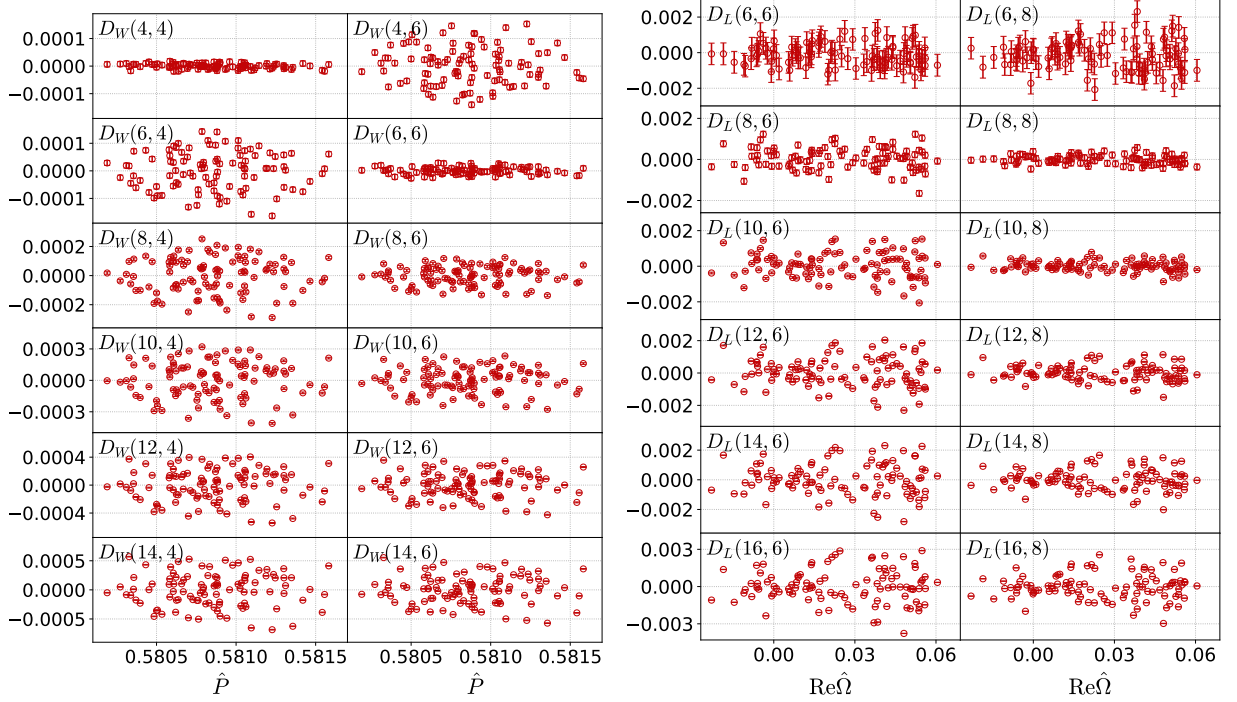 D_W(4, 4) D_W(4, 6)
0.0001
0.0000
−0.0001
D_W(6, 4) D_W(6, 6)
0.0001
0.0000
−0.0001
D_W(8, 4) D_W(8, 6)
0.0002
0.0000
−0.0002
D_W(10, 4) D_W(10, 6)
0.0003
0.0000
−0.0003
D_W(12, 4) D_W(12, 6)
0.0004
0.0000
−0.0004
D_W(14, 4) D_W(14, 6)
0.0005
0.0000
−0.0005
0.5805 0.5810 0.5815 0.5805 0.5810 0.5815
P̂ P̂
D_L(6, 6) D_L(6, 8)
0.002
0.000
−0.002
D_L(8, 6) D_L(8, 8)
0.002
0.000
−0.002
D_L(10, 6) D_L(10, 8)
0.002
0.000
−0.002
D_L(12, 6) D_L(12, 8)
0.002
0.000
−0.002
D_L(14, 6) D_L(14, 8)
0.002
0.000
−0.002
D_L(16, 6) D_L(16, 8)
0.003
0.000
−0.003
0.00 0.03 0.06 0.00 0.03 0.06
ReΩ̂ ReΩ̂